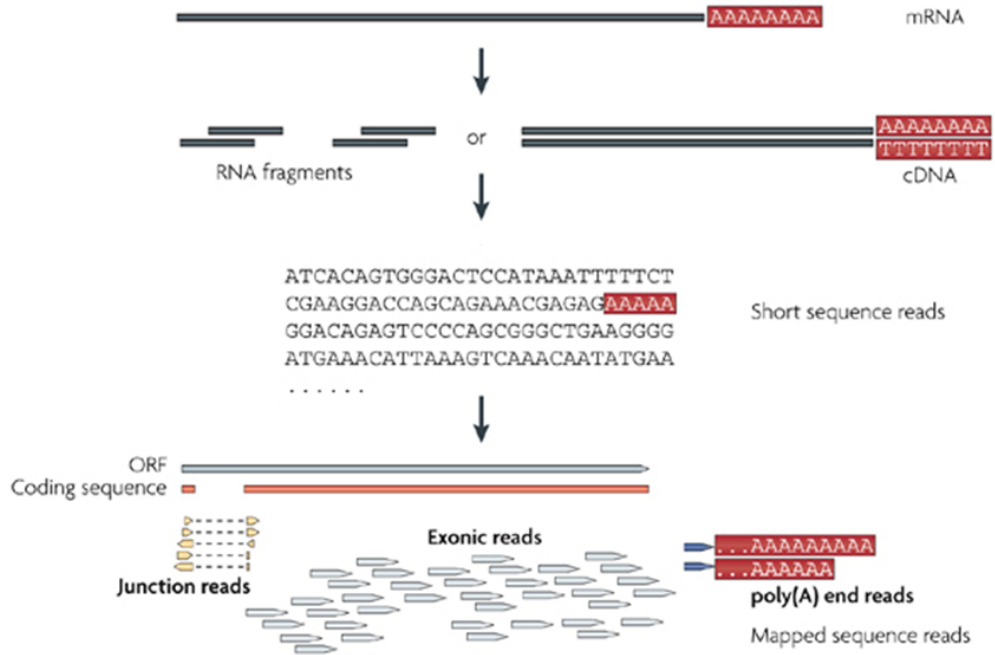 AAAAAAAA mRNA
or
AAAAAAAA
TTTTTTTT
RNA fragments
cDNA
ATCACAGTGGGACTCCATAAATTTTTCT
CGAAGGACCAGCAGAAACGAGAGAAAAA
GGACAGAGTCCCCAGCGGGCTGAAGGGG
ATGAAACATTAAAGTCAAACAATATGAA
......
Short sequence reads
ORF
Coding sequence
Exonic reads
Junction reads
...AAAAAAAAA
...AAAAAA
poly(A) end reads
Mapped sequence reads